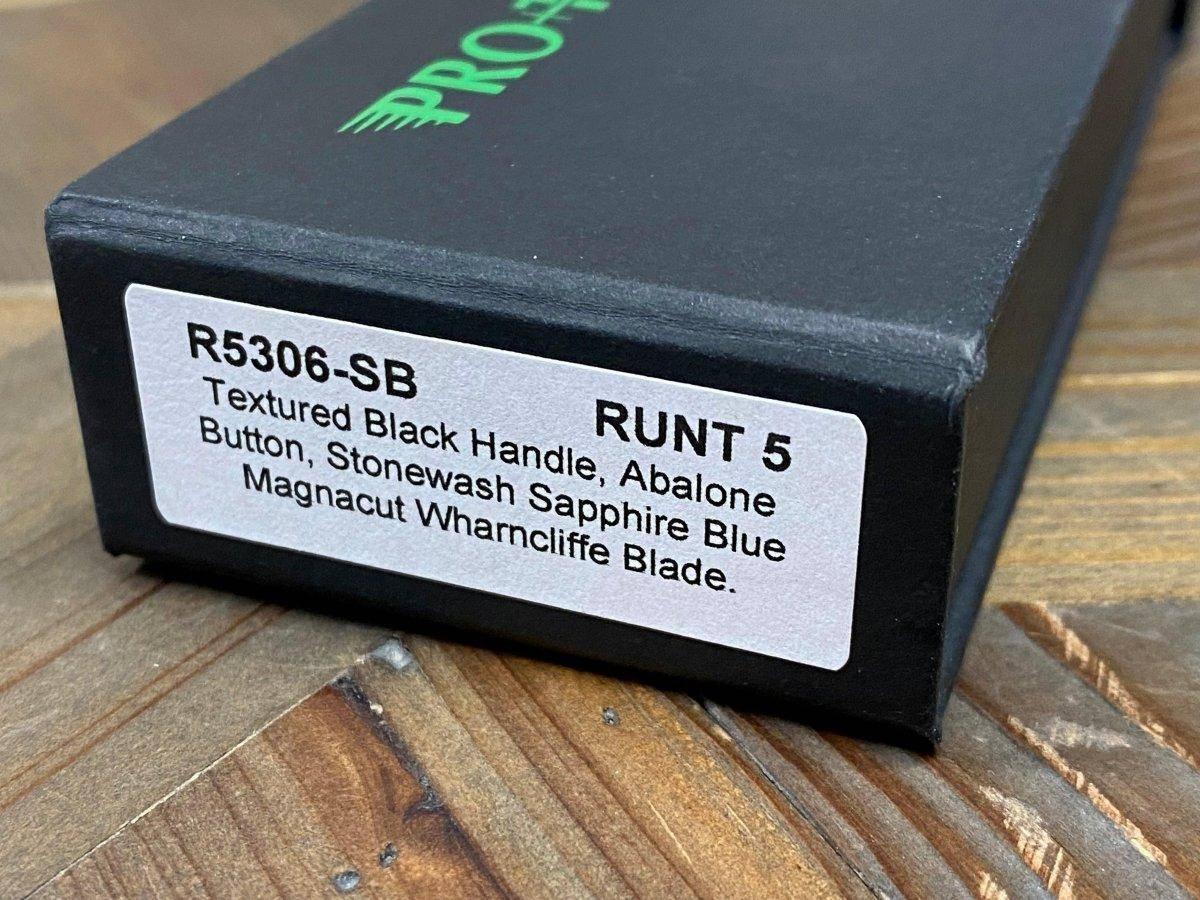 PRO-T
R5306-SB
RUNT 5
Textured Black Handle, Abalone
Button, Stonewash Sapphire Blue
Magnacut Wharncliffe Blade.